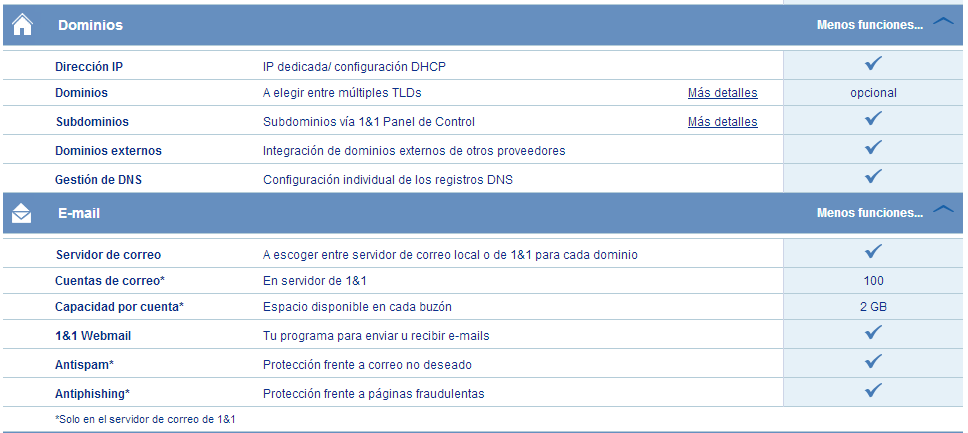 Dominios Menos funciones...
Dirección IP IP dedicada/ configuración DHCP
Dominios A elegir entre múltiples TLDs Más detalles opcional
Subdominios Subdominios vía 1&1 Panel de Control Más detalles
Dominios externos Integración de dominios externos de otros proveedores
Gestión de DNS Configuración individual de los registros DNS
E-mail Menos funciones...
Servidor de correo A escoger entre servidor de correo local o de 1&1 para cada dominio
Cuentas de correo* En servidor de 1&1 100
Capacidad por cuenta* Espacio disponible en cada buzón 2 GB
1&1 Webmail Tu programa para enviar u recibir e-mails
Antispam* Protección frente a correo no deseado
Antiphishing* Protección frente a páginas fraudulentas
*Solo en el servidor de correo de 1&1